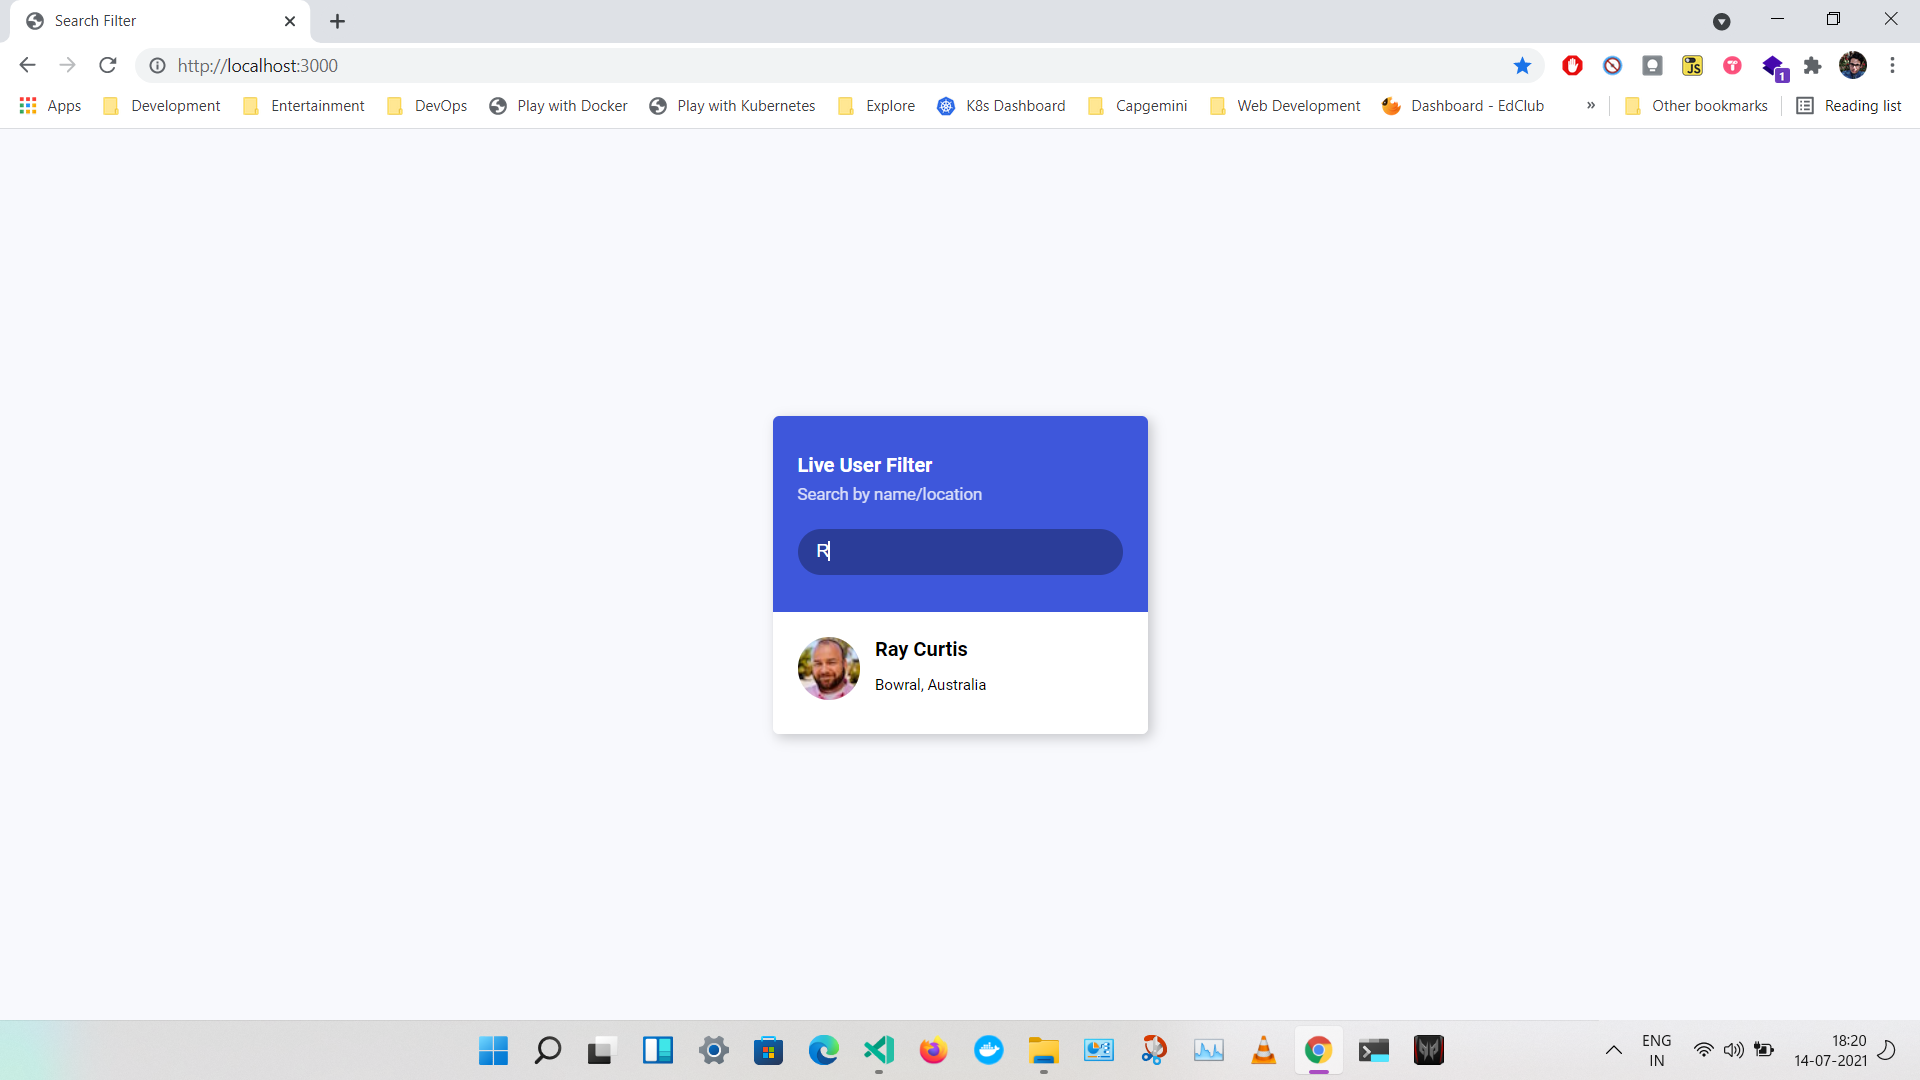 Search Filter
http://localhost:3000
JS
1
Apps Development Entertainment DevOps Play with Docker Play with Kubernetes Explore K8s Dashboard Capgemini Web Development Dashboard - EdClub » Other bookmarks Reading list
Live User Filter
Search by name/location
R
Ray Curtis
Bowral, Australia
ENG
IN
18:20
14-07-2021